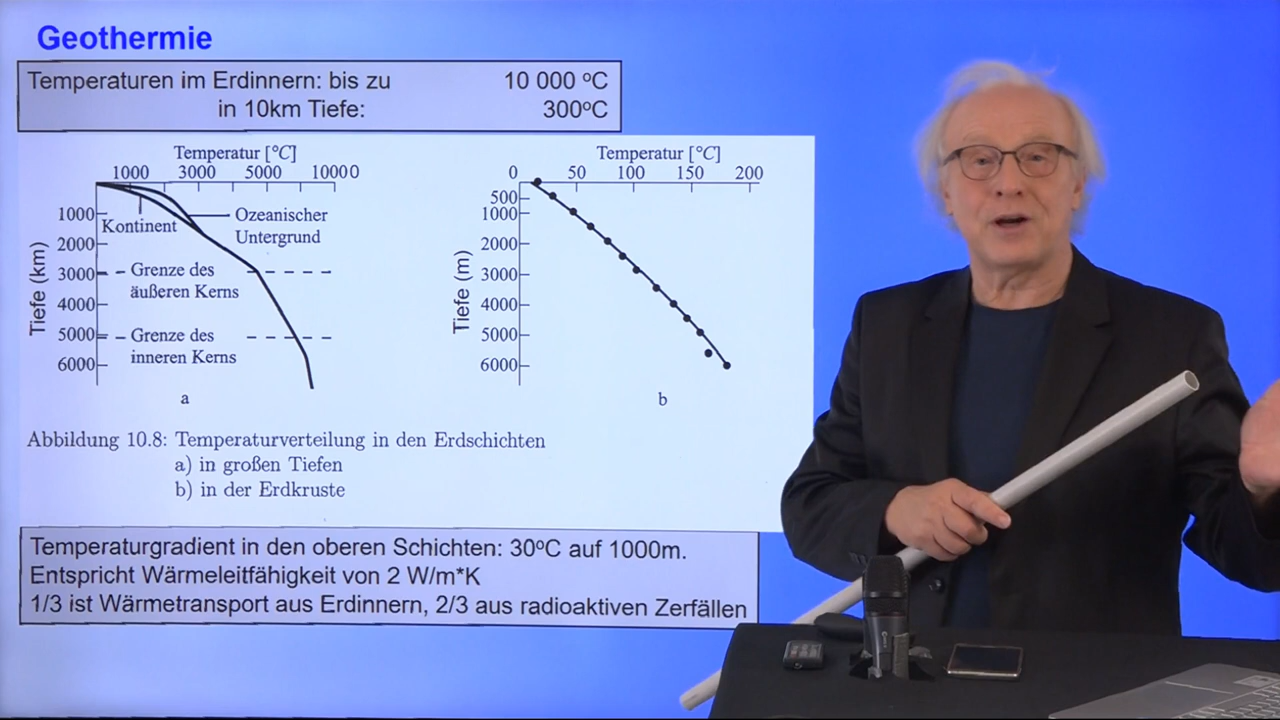 Geothermie
Temperaturen im Erdinnern: bis zu 10 000 °C
in 10km Tiefe: 300°C
Temperatur [°C]
1000 3000 5000 10000
1000
2000
3000
4000
5000
6000
Tiefe (km)
Kontinent
Ozeanischer
Untergrund
Grenze des
äußeren Kerns
Grenze des
inneren Kerns
a
Temperatur [°C]
0 50 100 150 200
500
1000
2000
3000
4000
5000
6000
Tiefe (m)
b
Abbildung 10.8: Temperaturverteilung in den Erdschichten
a) in großen Tiefen
b) in der Erdkruste
Temperaturgradient in den oberen Schichten: 30°C auf 1000m.
Entspricht Wärmeleitfähigkeit von 2 W/m*K
1/3 ist Wärmetransport aus Erdinnern, 2/3 aus radioaktiven Zerfällen